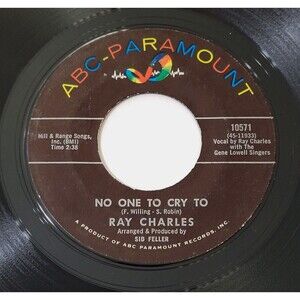 ABC-PARAMOUNT
Hill & Range Songs,
Inc. (BMI)
Time 2:38
10571
(45-11933)
Vocal by Ray Charles
with The
Gene Lowell Singers
NO ONE TO CRY TO
(F. Willing - S. Robin)
RAY CHARLES
Arranged & Produced by
SID FELLER
A PRODUCT OF ABC PARAMOUNT RECORDS, INC.